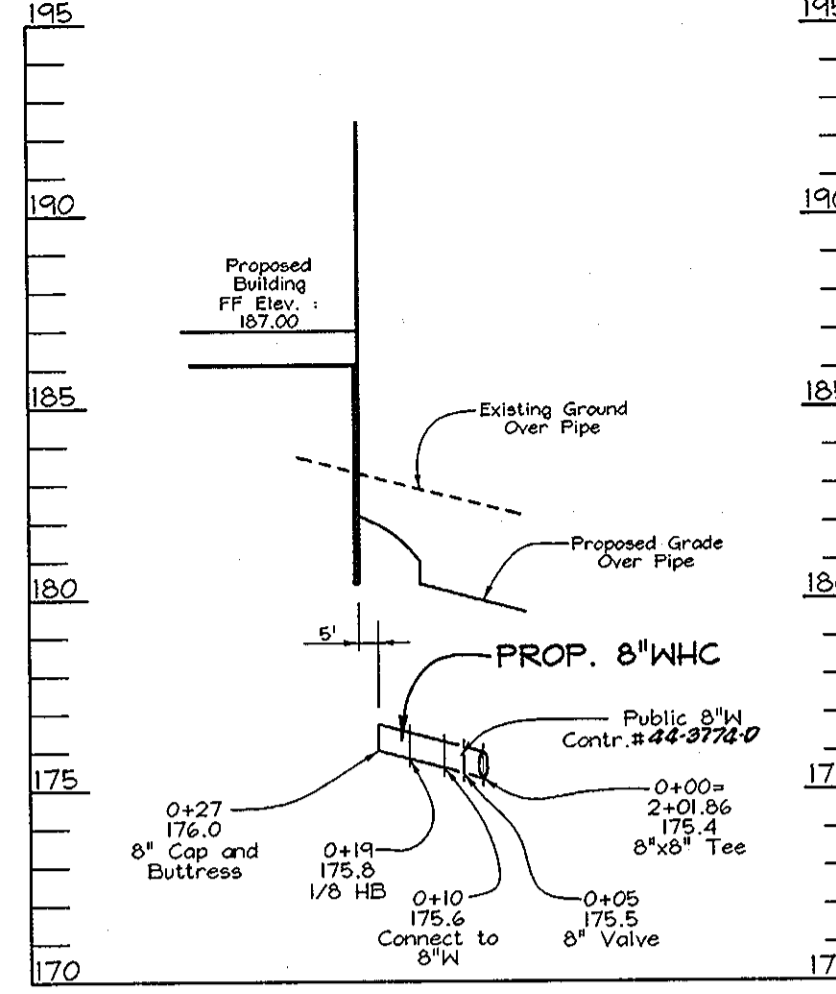 195
195
190
190
Proposed
Building
FF Elev. :
187.00
185
185
Existing Ground
Over Pipe
Proposed Grade
Over Pipe
180
5'
PROP. 8"WHC
Public 8"W
Contr.#44-3774-D
175
0+00=
2+01.86
175.4
8"x8" Tee
0+27
176.0
8" Cap and
Buttress
0+19
175.8
1/8 HB
0+10
175.6
Connect to
8"W
0+05
175.5
8" Valve
170